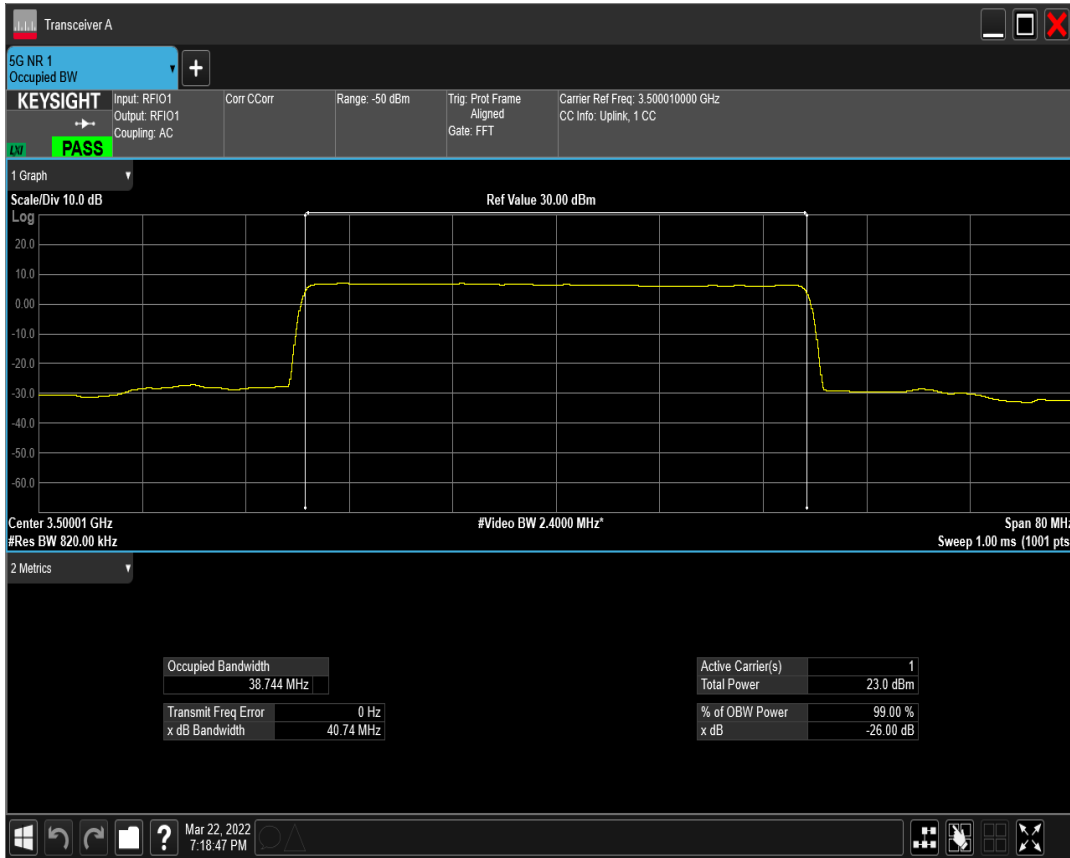 Transceiver A
5G NR 1
Occupied BW
KEYSIGHT
LXI
PASS
Input: RFIO1
Output: RFIO1
Coupling: AC
Corr CCorr
Range: -50 dBm
Trig: Prot Frame
Aligned
Gate: FFT
Carrier Ref Freq: 3.500010000 GHz
CC Info: Uplink, 1 CC
1 Graph
Scale/Div 10.0 dB
Ref Value 30.00 dBm
Log
20.0
10.0
0.00
-10.0
-20.0
-30.0
-40.0
-50.0
-60.0
Center 3.50001 GHz
#Video BW 2.4000 MHz*
Span 80 MHz
#Res BW 820.00 kHz
Sweep 1.00 ms (1001 pts
2 Metrics
Occupied Bandwidth
38.744 MHz
Transmit Freq Error 0 Hz
x dB Bandwidth 40.74 MHz
Active Carrier(s) 1
Total Power 23.0 dBm
% of OBW Power 99.00 %
x dB -26.00 dB
?
Mar 22, 2022
7:18:47 PM